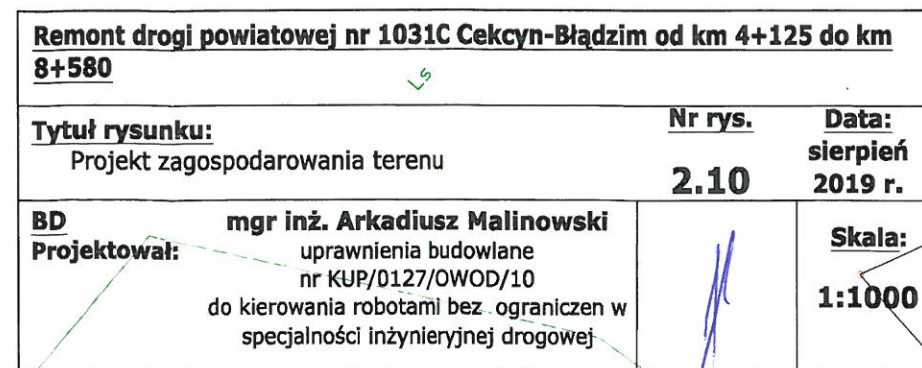 Remont drogi powiatowej nr 1031C Cekcyn-Błądzim od km 4+125 do km
8+580
Ls
Tytuł rysunku:
Projekt zagospodarowania terenu
Nr rys.
2.10
Data:
sierpień
2019 r.
BD
Projektował:
mgr inż. Arkadiusz Malinowski
uprawnienia budowlane
nr KUP/0127/OWOD/10
do kierowania robotami bez ograniczen w
specjalności inżynieryjnej drogowej
Skala:
1:1000